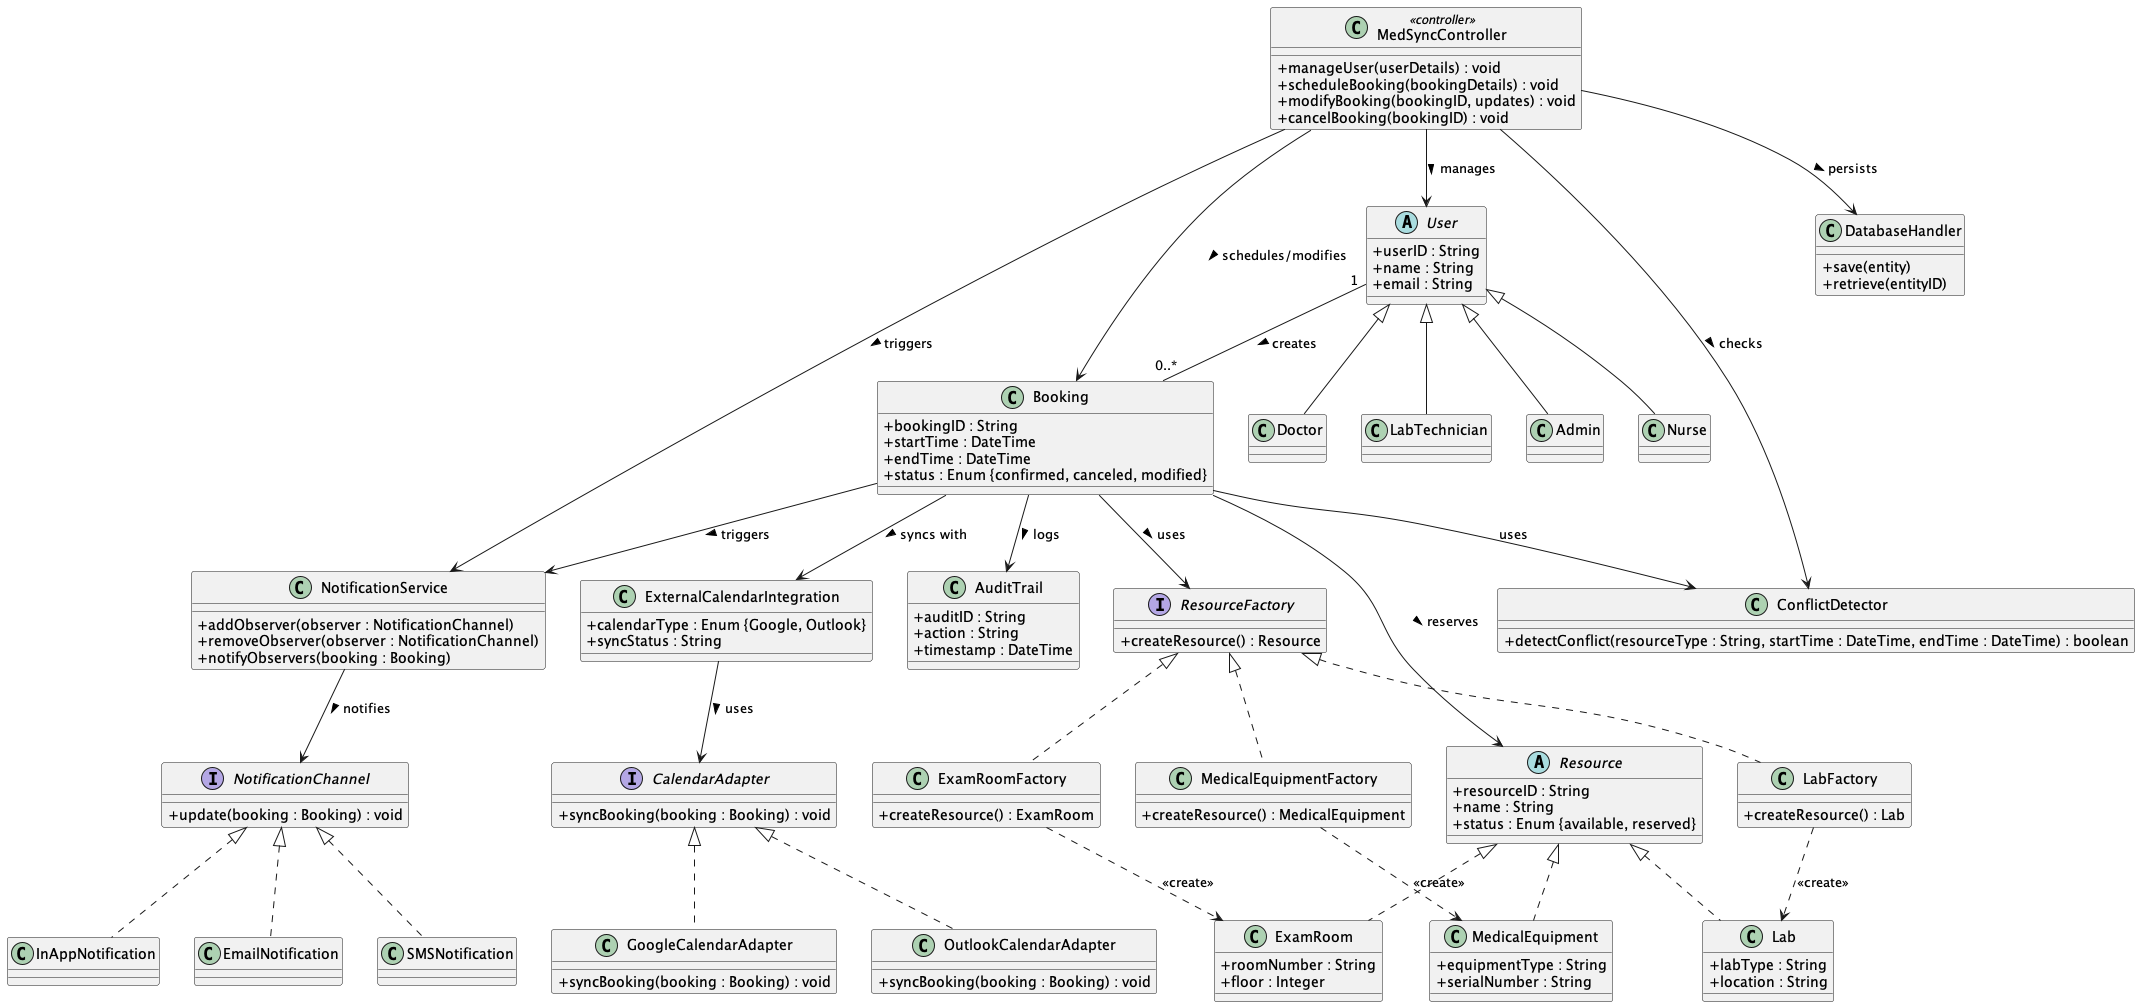 «controller»
C MedSyncController
+manageUser(userDetails) : void
+scheduleBooking(bookingDetails) : void
+modifyBooking(bookingID, updates) : void
+cancelBooking(bookingID) : void
manages
persists
A User
+userID : String
+name : String
+email : String
C DatabaseHandler
+save(entity)
+retrieve(entityID)
schedules/modifies
1
triggers
creates
checks
0..*
C Booking
+bookingID : String
+startTime : DateTime
+endTime : DateTime
+status : Enum {confirmed, canceled, modified}
C Doctor
C LabTechnician
C Admin
C Nurse
triggers
syncs with
logs
uses
uses
C NotificationService
+addObserver(observer : NotificationChannel)
+removeObserver(observer : NotificationChannel)
+notifyObservers(booking : Booking)
C ExternalCalendarIntegration
+calendarType : Enum {Google, Outlook}
+syncStatus : String
C AuditTrail
+auditID : String
+action : String
+timestamp : DateTime
I ResourceFactory
+createResource() : Resource
reserves
C ConflictDetector
+detectConflict(resourceType : String, startTime : DateTime, endTime : DateTime) : boolean
notifies
uses
I NotificationChannel
+update(booking : Booking) : void
I CalendarAdapter
+syncBooking(booking : Booking) : void
C ExamRoomFactory
+createResource() : ExamRoom
C MedicalEquipmentFactory
+createResource() : MedicalEquipment
A Resource
+resourceID : String
+name : String
+status : Enum {available, reserved}
C LabFactory
+createResource() : Lab
«create»
«create»
«create»
C InAppNotification
C EmailNotification
C SMSNotification
C GoogleCalendarAdapter
+syncBooking(booking : Booking) : void
C OutlookCalendarAdapter
+syncBooking(booking : Booking) : void
C ExamRoom
+roomNumber : String
+floor : Integer
C MedicalEquipment
+equipmentType : String
+serialNumber : String
C Lab
+labType : String
+location : String